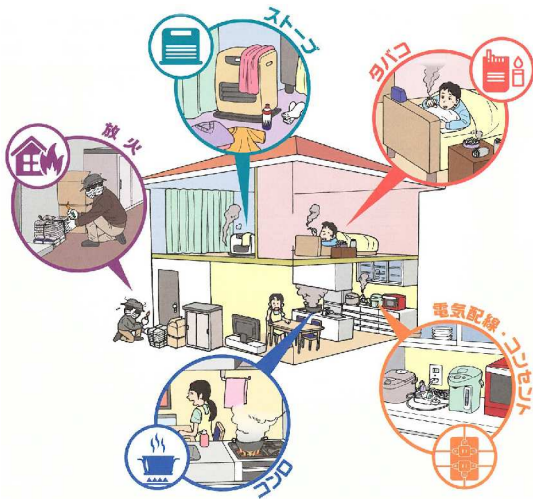 ストーブ
タバコ
放火
電気配線・コンセント
コンロ